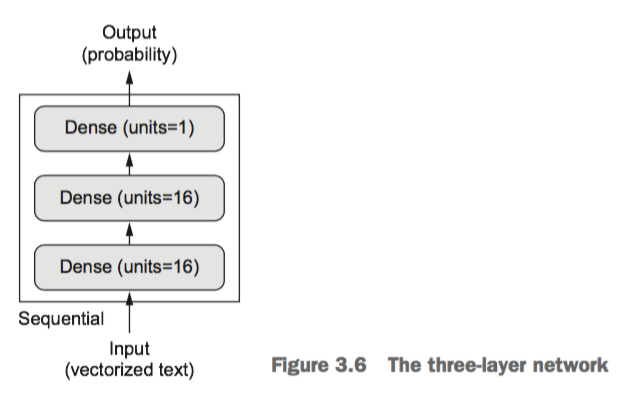 Output
(probability)
Dense (units=1)
Dense (units=16)
Dense (units=16)
Sequential
Input
(vectorized text)
Figure 3.6 The three-layer network